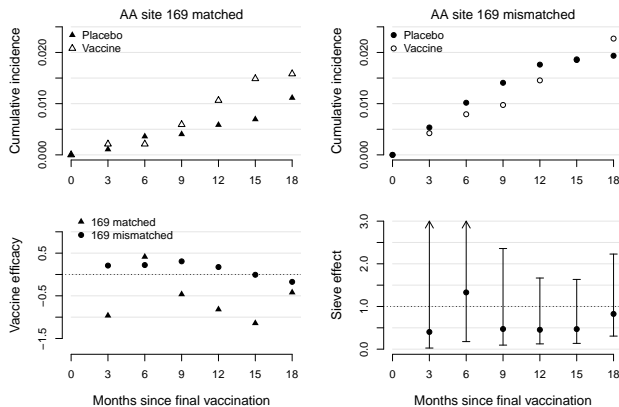 AA site 169 matched
Cumulative incidence
0.000 0.010 0.020
Placebo
Vaccine
0 3 6 9 12 15 18
AA site 169 mismatched
Cumulative incidence
0.000 0.010 0.020
Placebo
Vaccine
0 3 6 9 12 15 18
Vaccine efficacy
−1.5 −0.5 0.5
169 matched
169 mismatched
0 3 6 9 12 15 18
Months since final vaccination
Sieve effect
0.0 1.0 2.0 3.0
0 3 6 9 12 15 18
Months since final vaccination